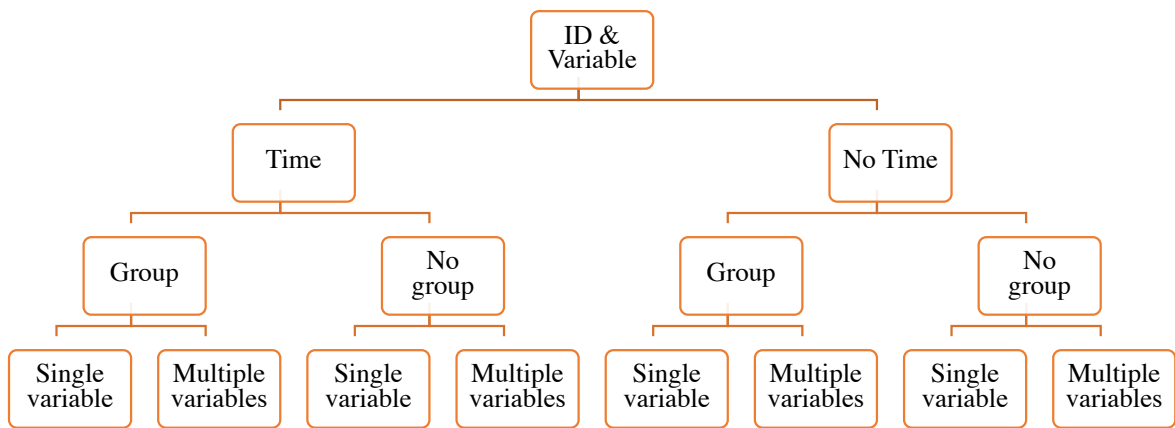 ID &
Variable
Time
No Time
Group
No
group
Group
No
group
Single
variable
Multiple
variables
Single
variable
Multiple
variables
Single
variable
Multiple
variables
Single
variable
Multiple
variables